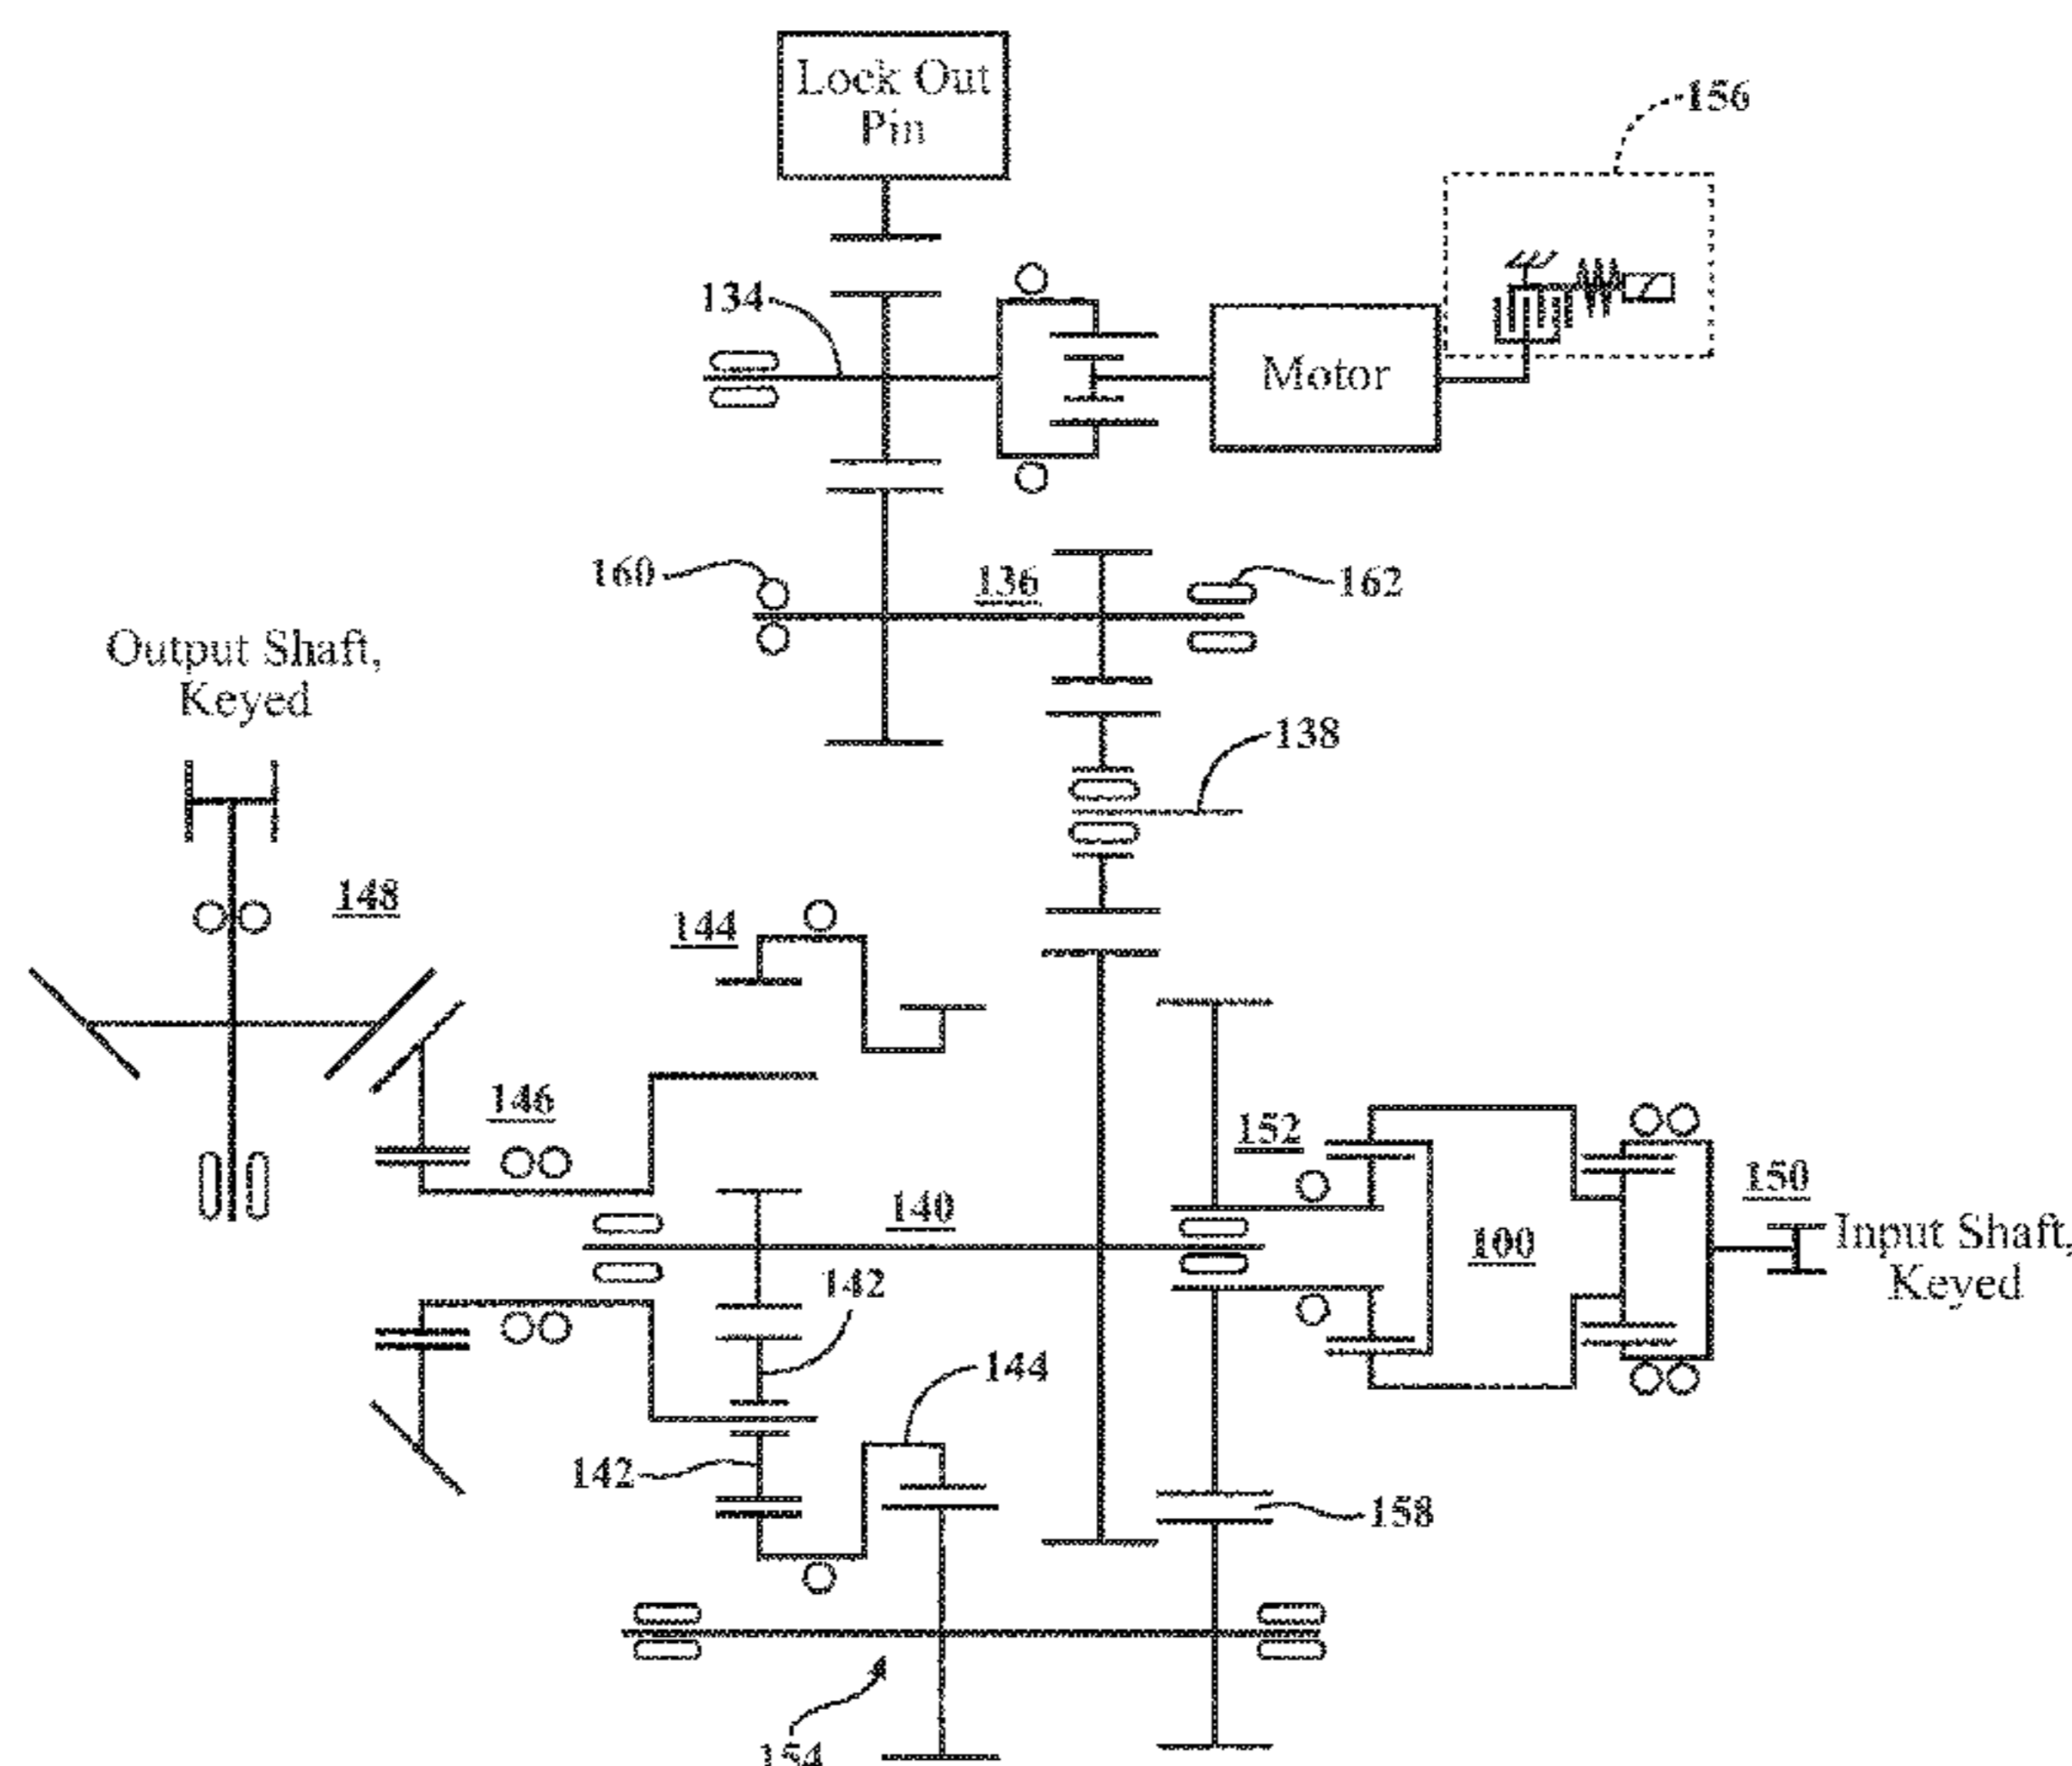 Lock Out
Pin
156
134
Motor
160
136
162
Output Shaft,
Keyed
138
148
144
146
152
150
140
100
Input Shaft,
Keyed
142
144
142
158
154